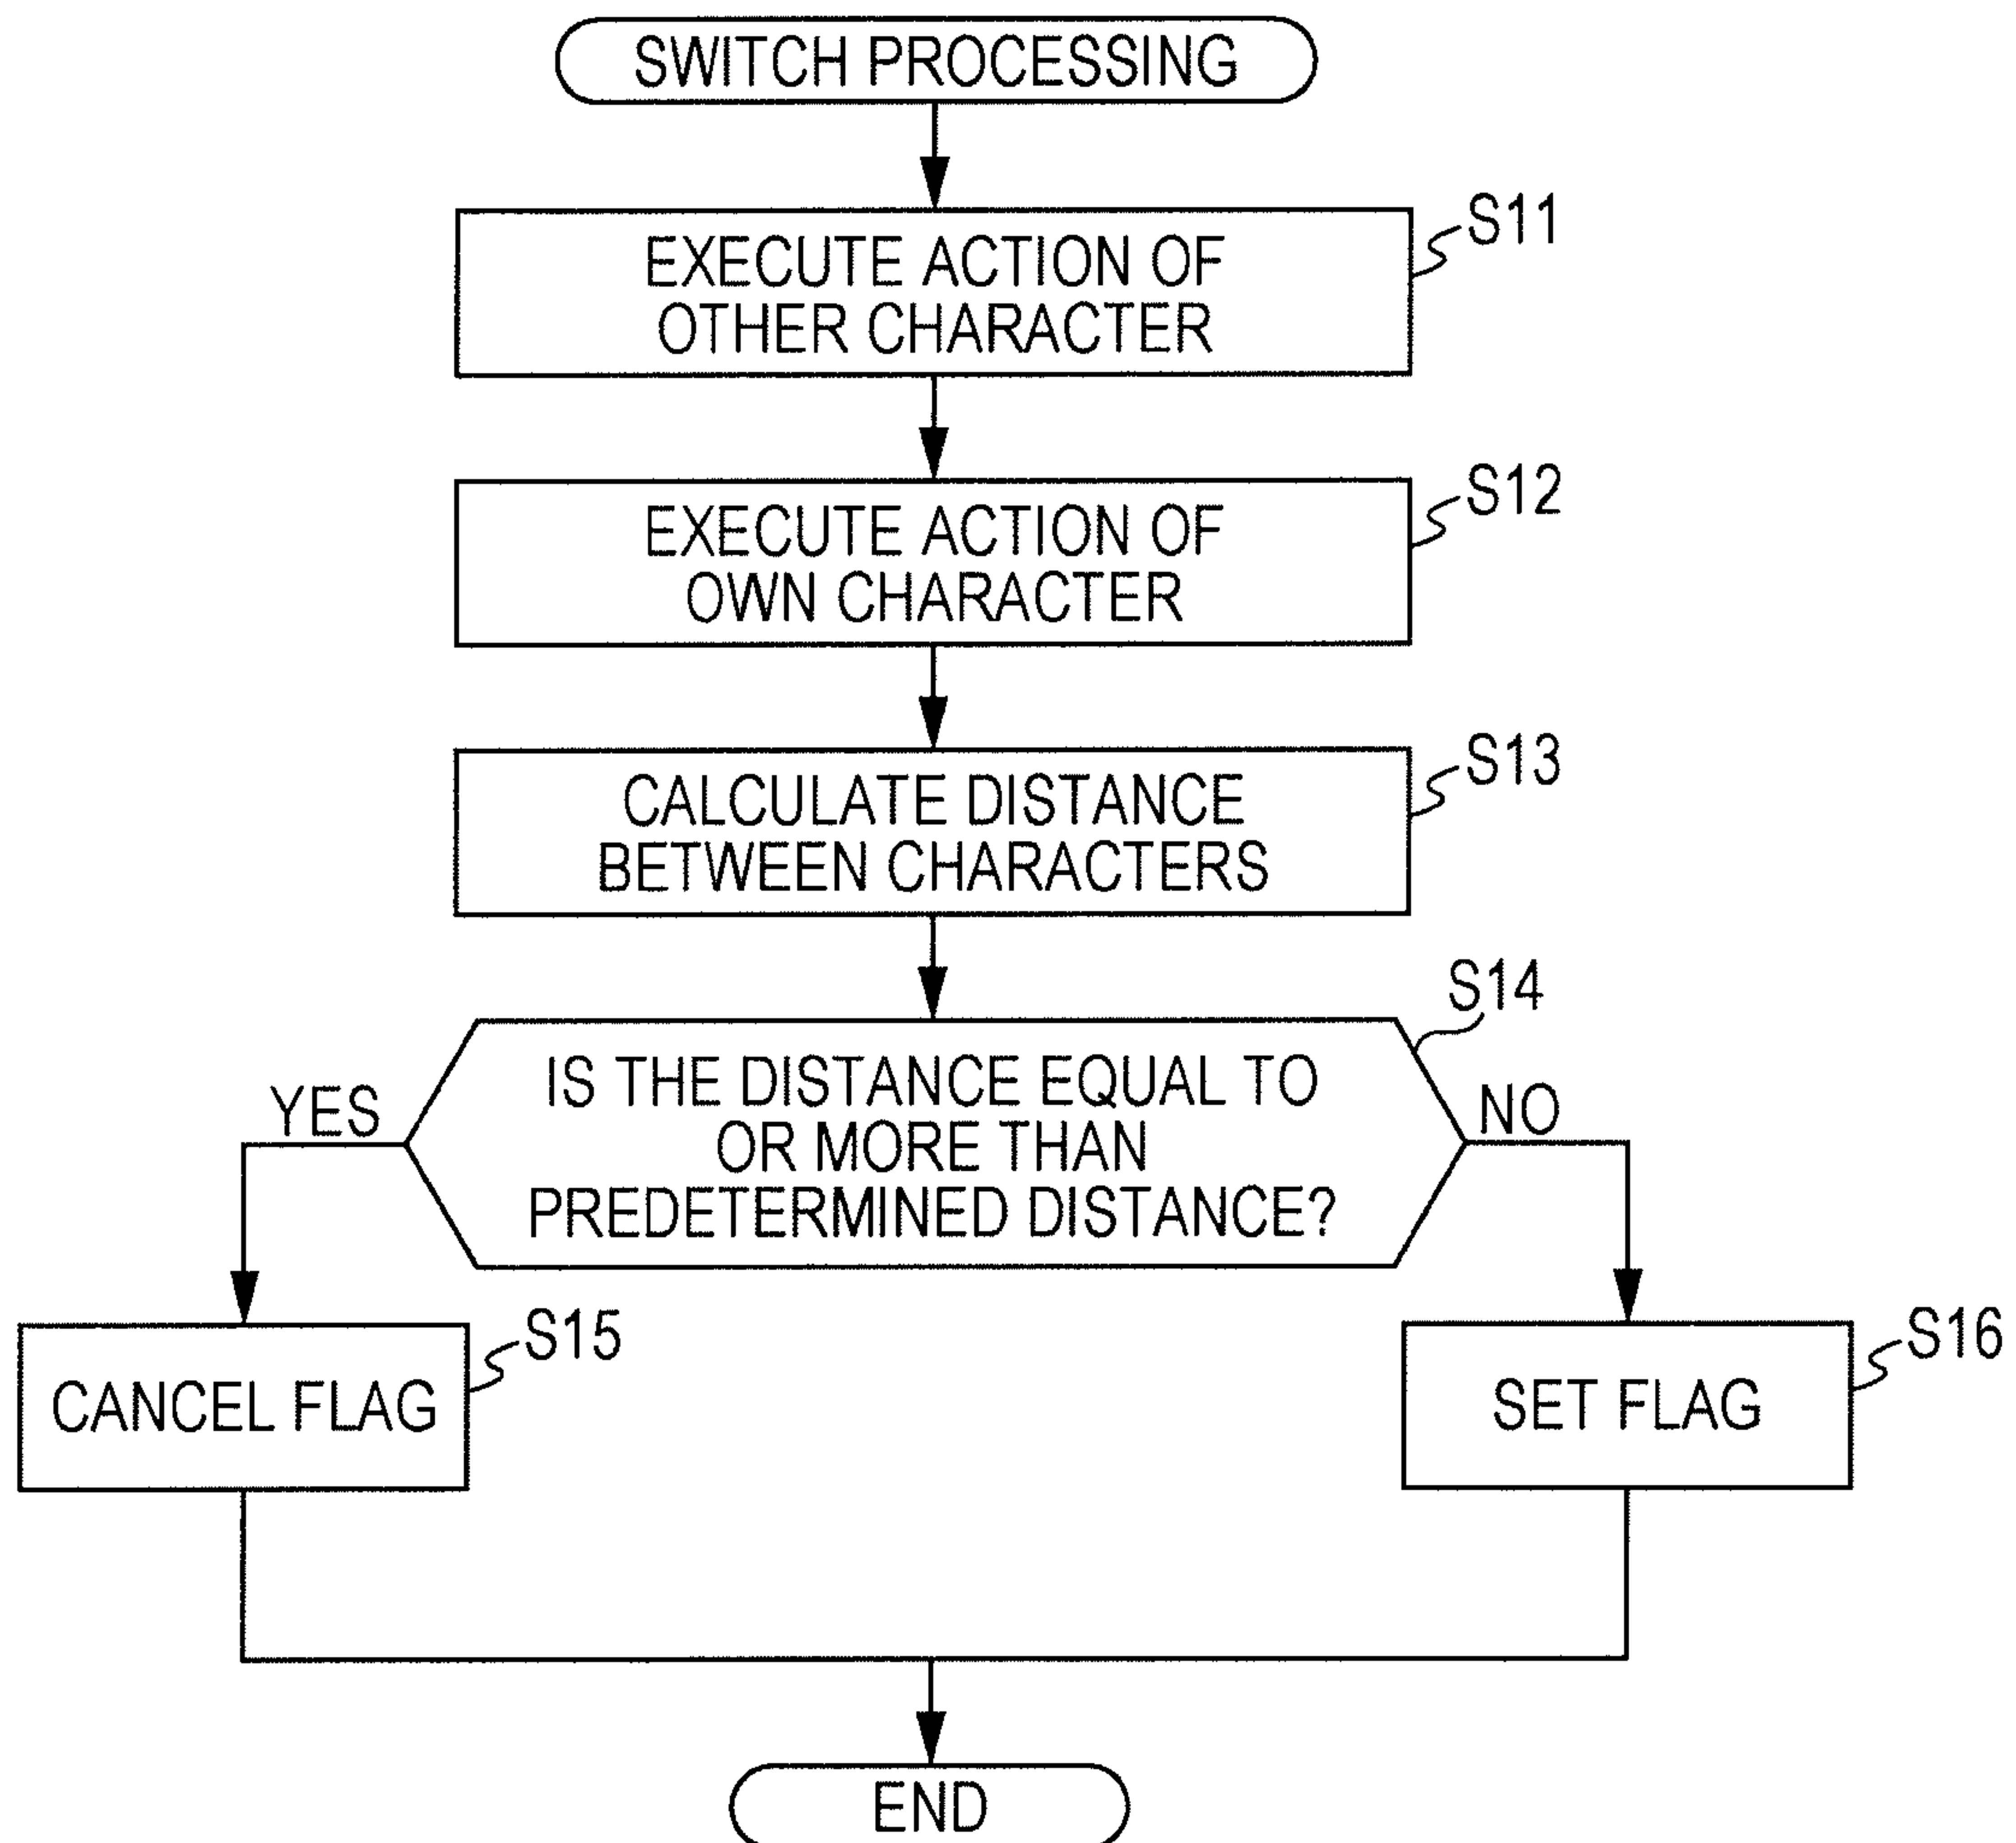 SWITCH PROCESSING
S11
EXECUTE ACTION OF
OTHER CHARACTER
S12
EXECUTE ACTION OF
OWN CHARACTER
S13
CALCULATE DISTANCE
BETWEEN CHARACTERS
S14
IS THE DISTANCE EQUAL TO
OR MORE THAN
PREDETERMINED DISTANCE?
YES
NO
S15
CANCEL FLAG
S16
SET FLAG
END